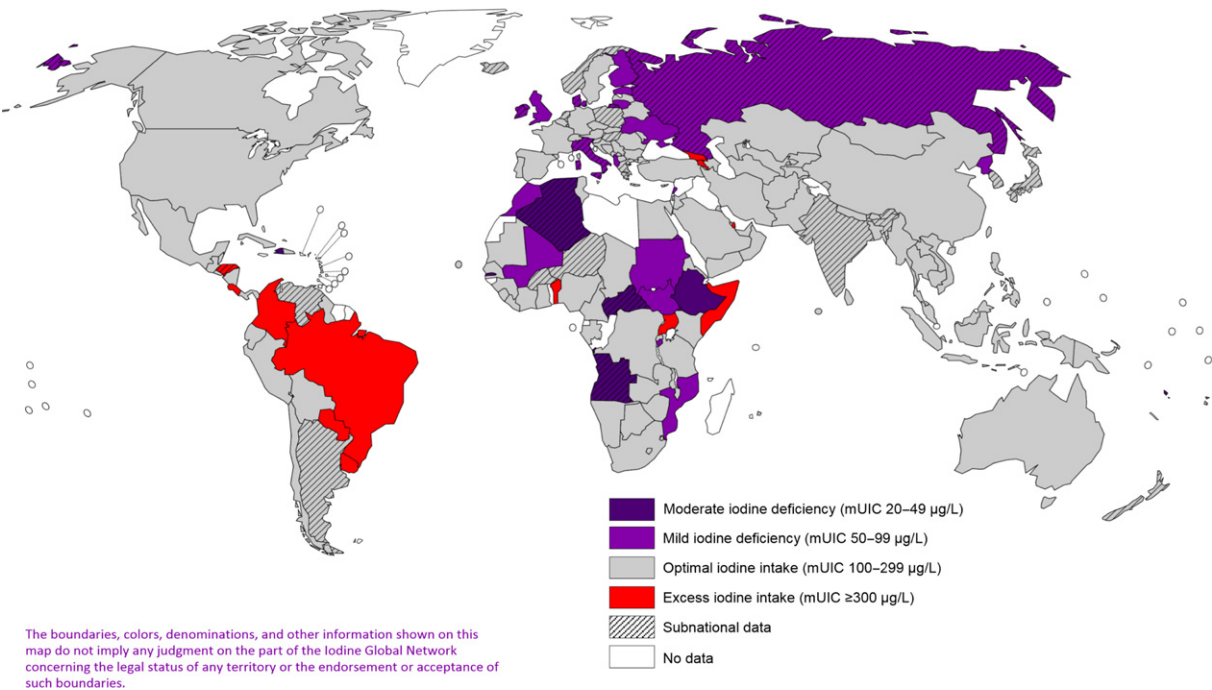 Moderate iodine deficiency (mUIC 20–49 µg/L)
Mild iodine deficiency (mUIC 50–99 µg/L)
Optimal iodine intake (mUIC 100–299 µg/L)
Excess iodine intake (mUIC ≥300 µg/L)
Subnational data
No data
The boundaries, colors, denominations, and other information shown on this
map do not imply any judgment on the part of the Iodine Global Network
concerning the legal status of any territory or the endorsement or acceptance of
such boundaries.